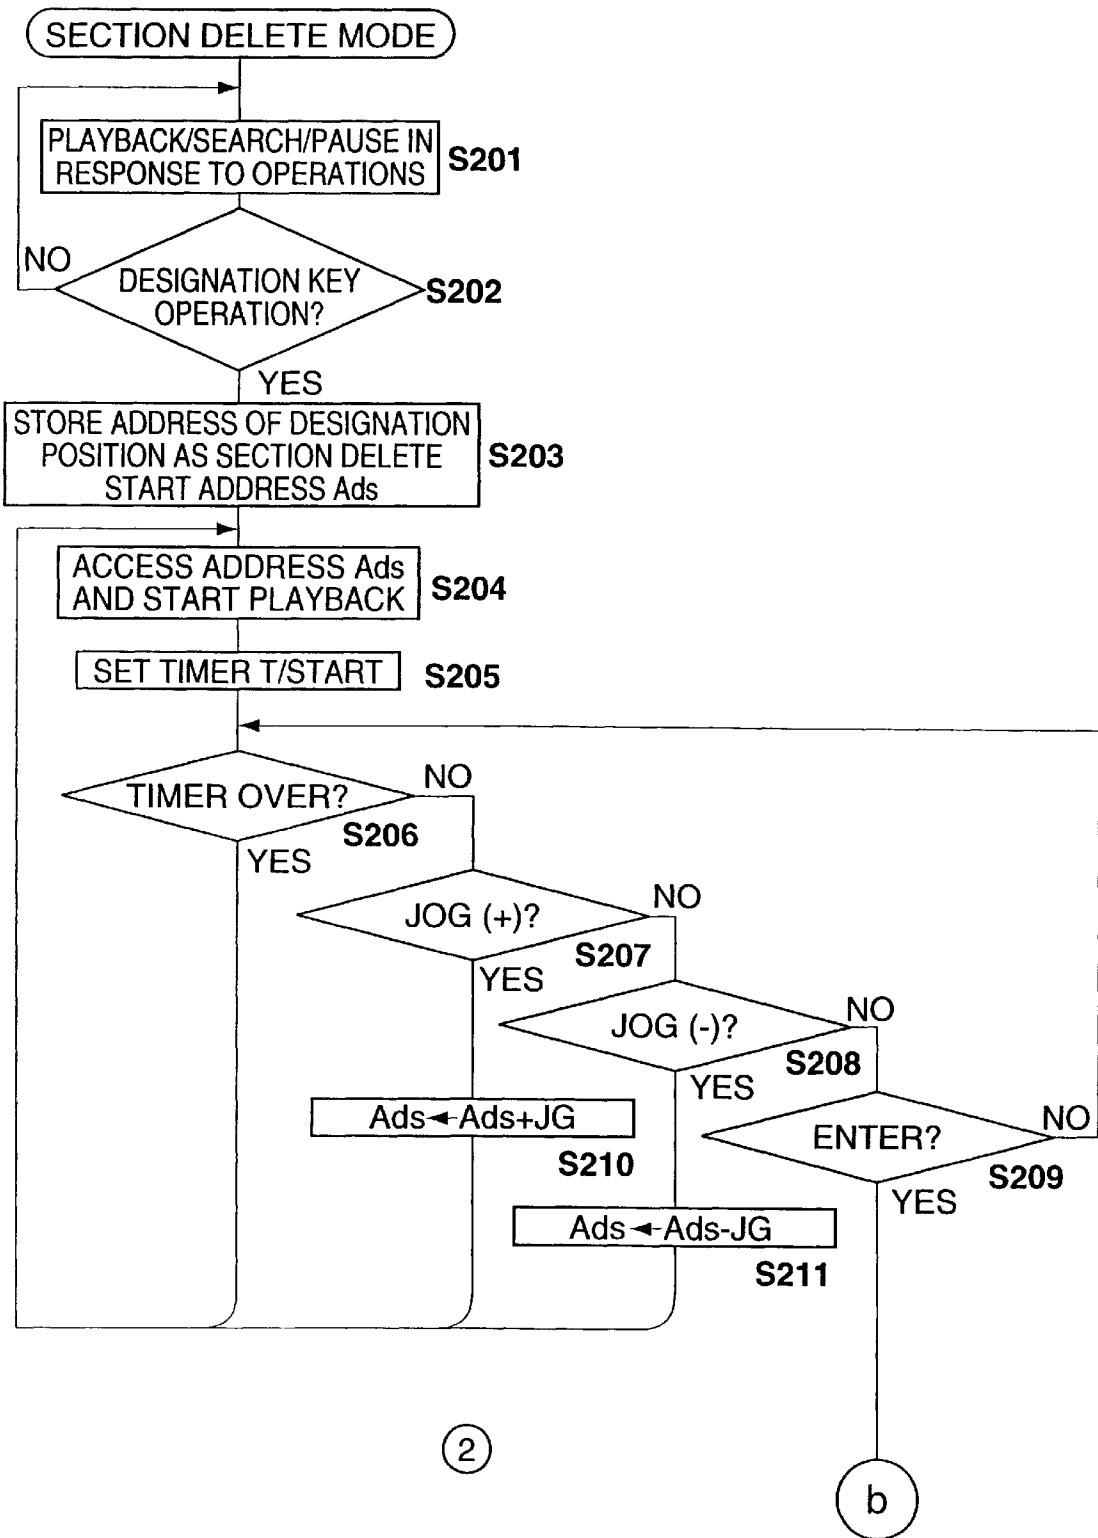 SECTION DELETE MODE
PLAYBACK/SEARCH/PAUSE IN
RESPONSE TO OPERATIONS
S201
NO
DESIGNATION KEY
OPERATION?
S202
YES
STORE ADDRESS OF DESIGNATION
POSITION AS SECTION DELETE
START ADDRESS Ads
S203
ACCESS ADDRESS Ads
AND START PLAYBACK
S204
SET TIMER T/START
S205
TIMER OVER?
NO
S206
YES
JOG (+)?
NO
S207
YES
JOG (-)?
NO
S208
YES
Ads←Ads+JG
S210
ENTER?
NO
S209
YES
Ads←Ads-JG
S211
2
b